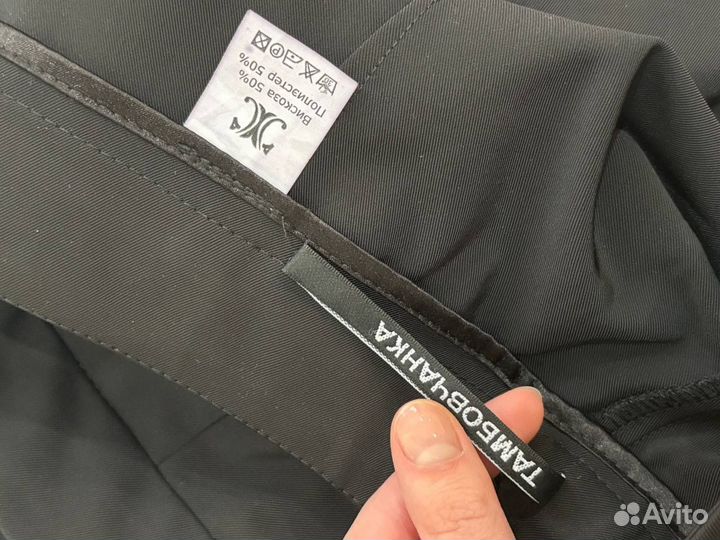 Вискоза 50%
Полиэстер 50%
ТАМБОВЧАНКА
Avito